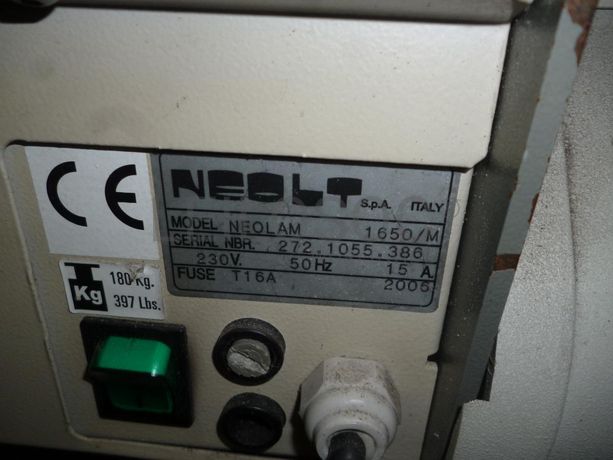 CE
NEOLT S.p.A. ITALY
MODEL NEOLAM 1650/M
SERIAL NBR. 272.1055.386
230V. 50Hz 15 A.
FUSE T16A 2006
Kg
180 Kg.
397 Lbs.